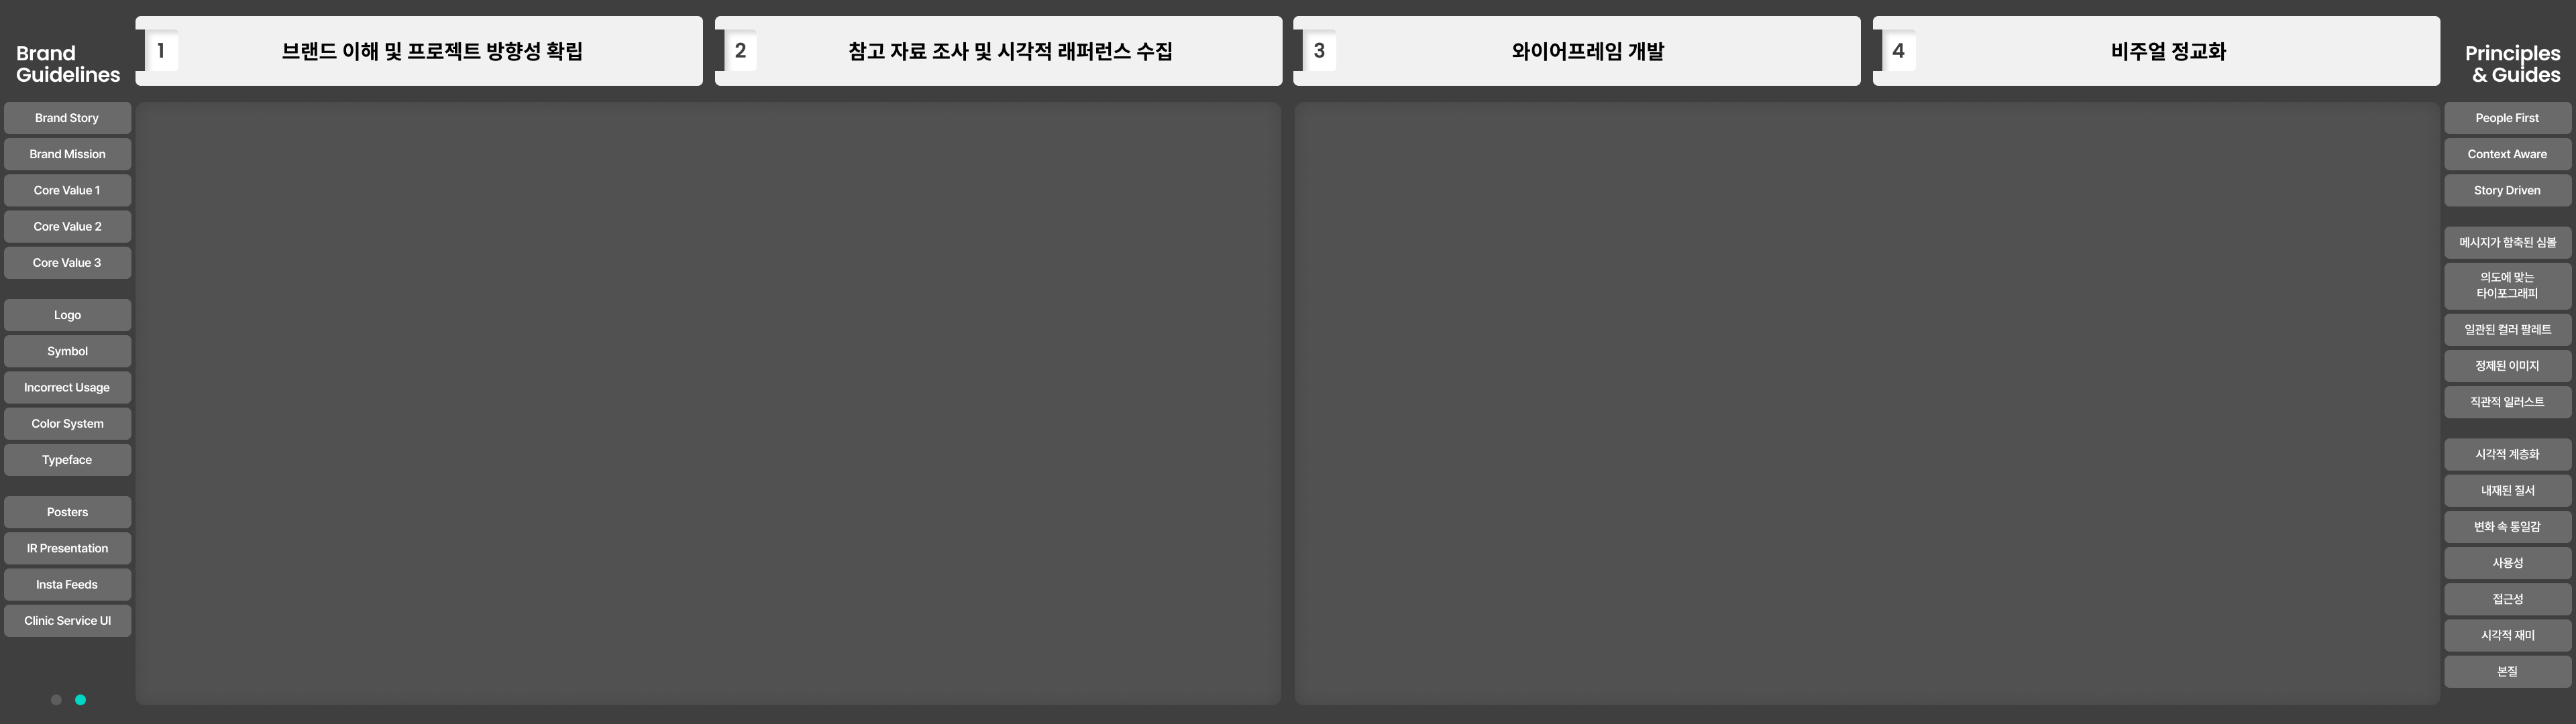 Brand
Guidelines
1
브랜드 이해 및 프로젝트 방향성 확립
2
참고 자료 조사 및 시각적 래퍼런스 수집
3
와이어프레임 개발
4
비주얼 정교화
Principles
& Guides
Brand Story
Brand Mission
Core Value 1
Core Value 2
Core Value 3
Logo
Symbol
Incorrect Usage
Color System
Typeface
Posters
IR Presentation
Insta Feeds
Clinic Service UI
People First
Context Aware
Story Driven
메시지가 함축된 심볼
의도에 맞는
타이포그래피
일관된 컬러 팔레트
정제된 이미지
직관적 일러스트
시각적 계층화
내재된 질서
변화 속 통일감
사용성
접근성
시각적 재미
본질